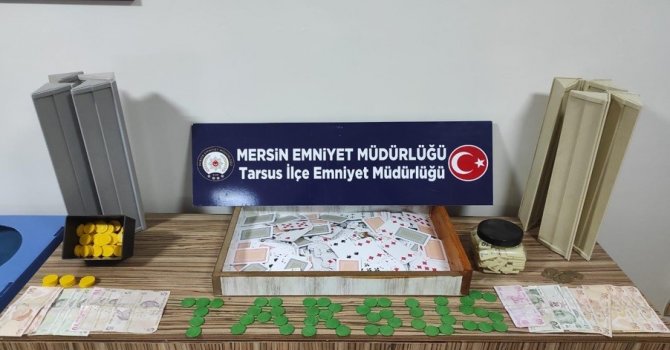 MERSİN EMNİYET MÜDÜRLÜĞÜ
Tarsus İlçe Emniyet Müdürlüğü
TARSUS